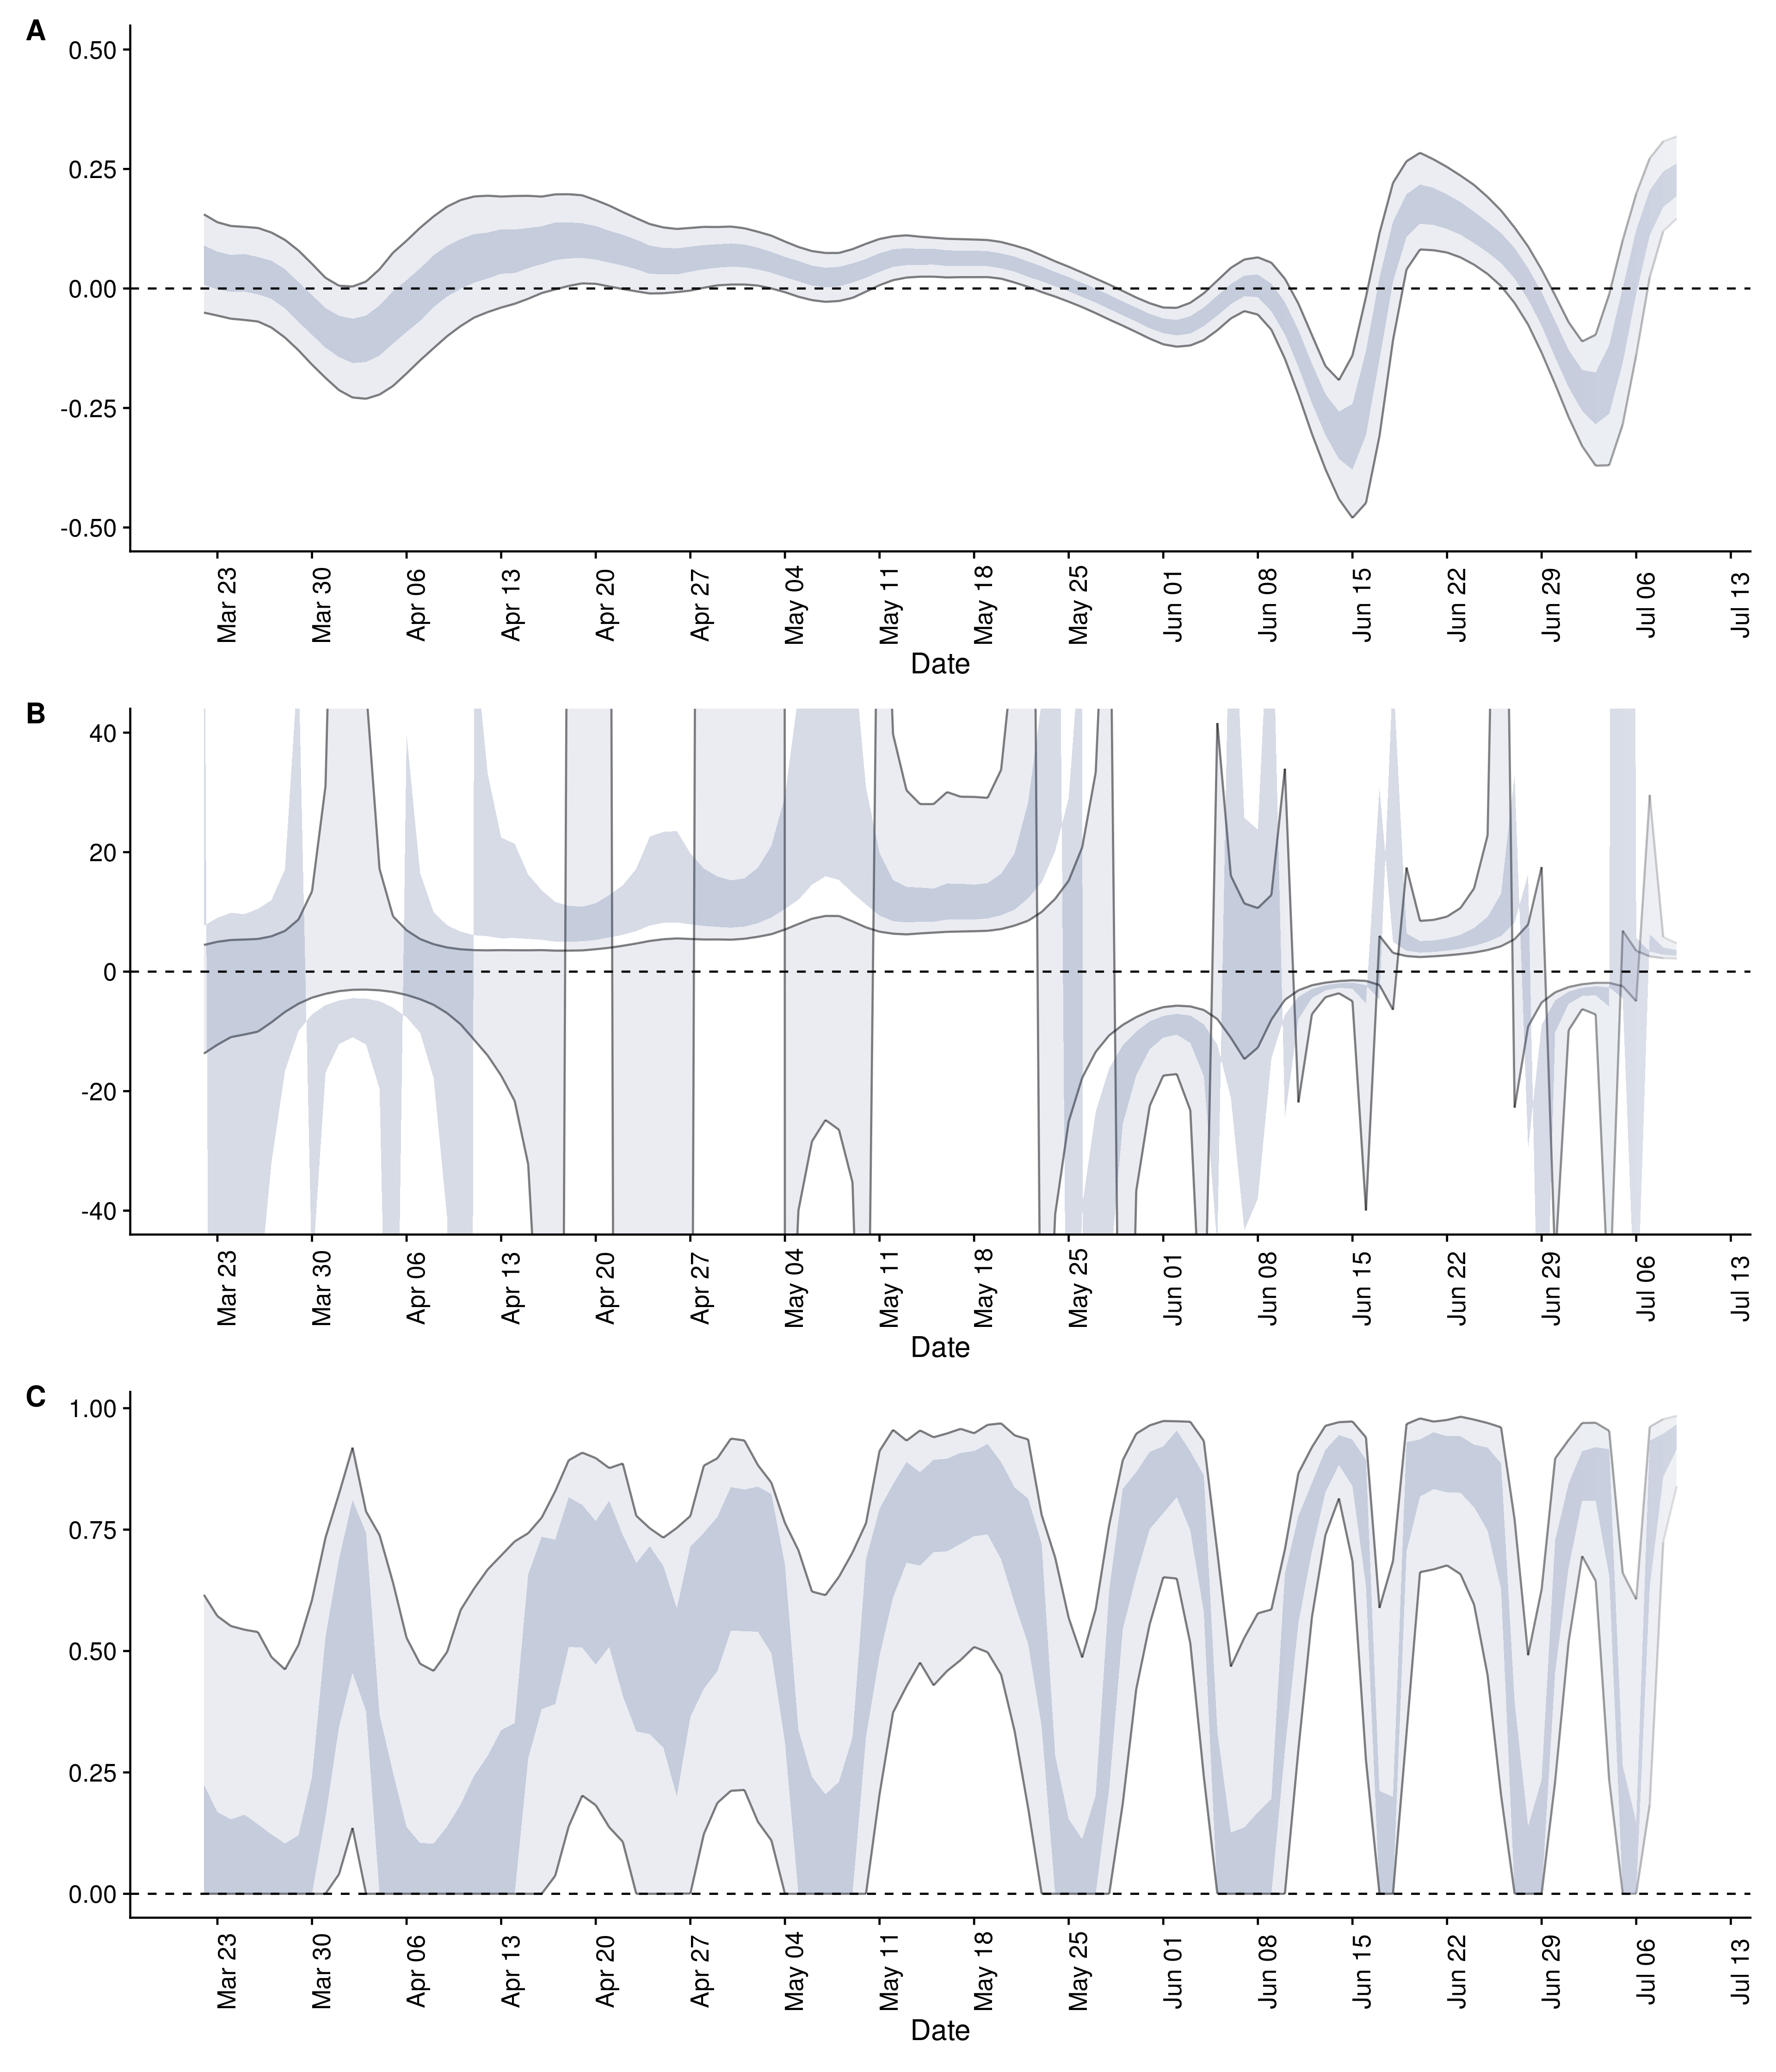 A
0.50
0.25
0.00
-0.25
-0.50
Mar 23
Mar 30
Apr 06
Apr 13
Apr 20
Apr 27
May 04
May 11
May 18
May 25
Jun 01
Jun 08
Jun 15
Jun 22
Jun 29
Jul 06
Jul 13
Date
B
40
20
0
-20
-40
Mar 23
Mar 30
Apr 06
Apr 13
Apr 20
Apr 27
May 04
May 11
May 18
May 25
Jun 01
Jun 08
Jun 15
Jun 22
Jun 29
Jul 06
Jul 13
Date
C
1.00
0.75
0.50
0.25
0.00
Mar 23
Mar 30
Apr 06
Apr 13
Apr 20
Apr 27
May 04
May 11
May 18
May 25
Jun 01
Jun 08
Jun 15
Jun 22
Jun 29
Jul 06
Jul 13
Date